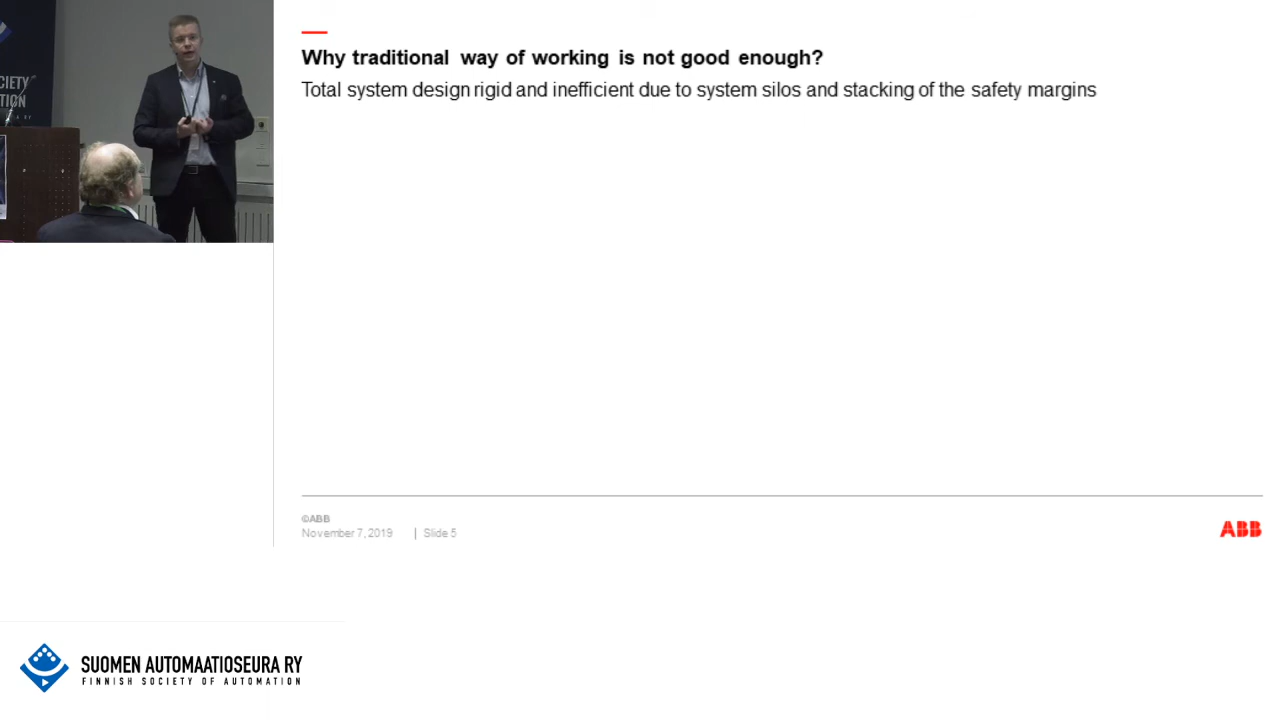 CIETY
TION
Why traditional way of working is not good enough?
Total system design rigid and inefficient due to system silos and stacking of the safety margins
©ABB
November 7, 2019 | Slide 5
ABB
SUOMEN AUTOMAATIOSEURA RY
FINNISH SOCIETY OF AUTOMATION